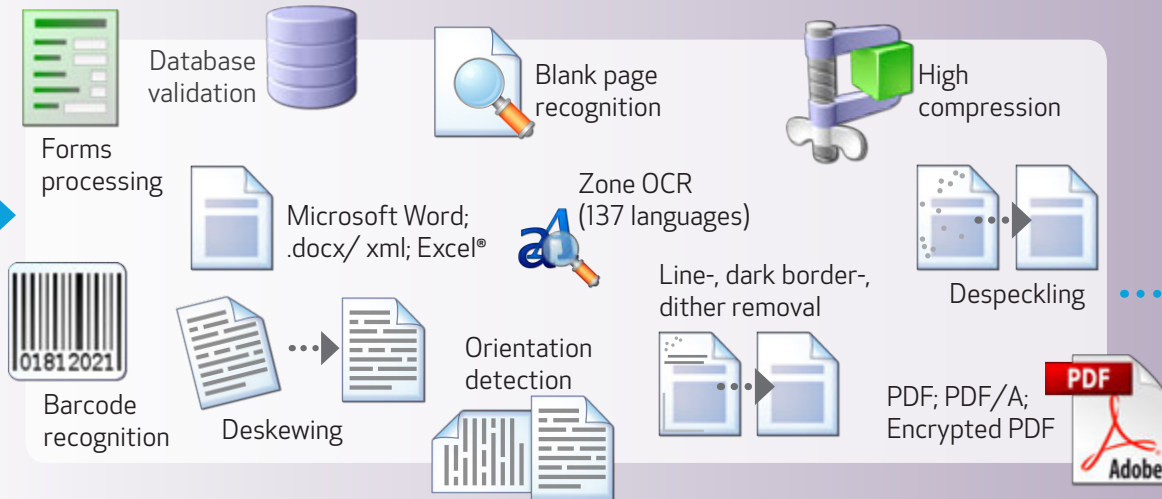 Database
validation
Blank page
recognition
High
compression
Forms
processing
Microsoft Word;
.docx/ xml; Excel®
Zone OCR
(137 languages)
aA
Line-, dark border-,
dither removal
Despeckling
01812021
Barcode
recognition
Deskewing
Orientation
detection
PDF; PDF/A;
Encrypted PDF
PDF
Adobe